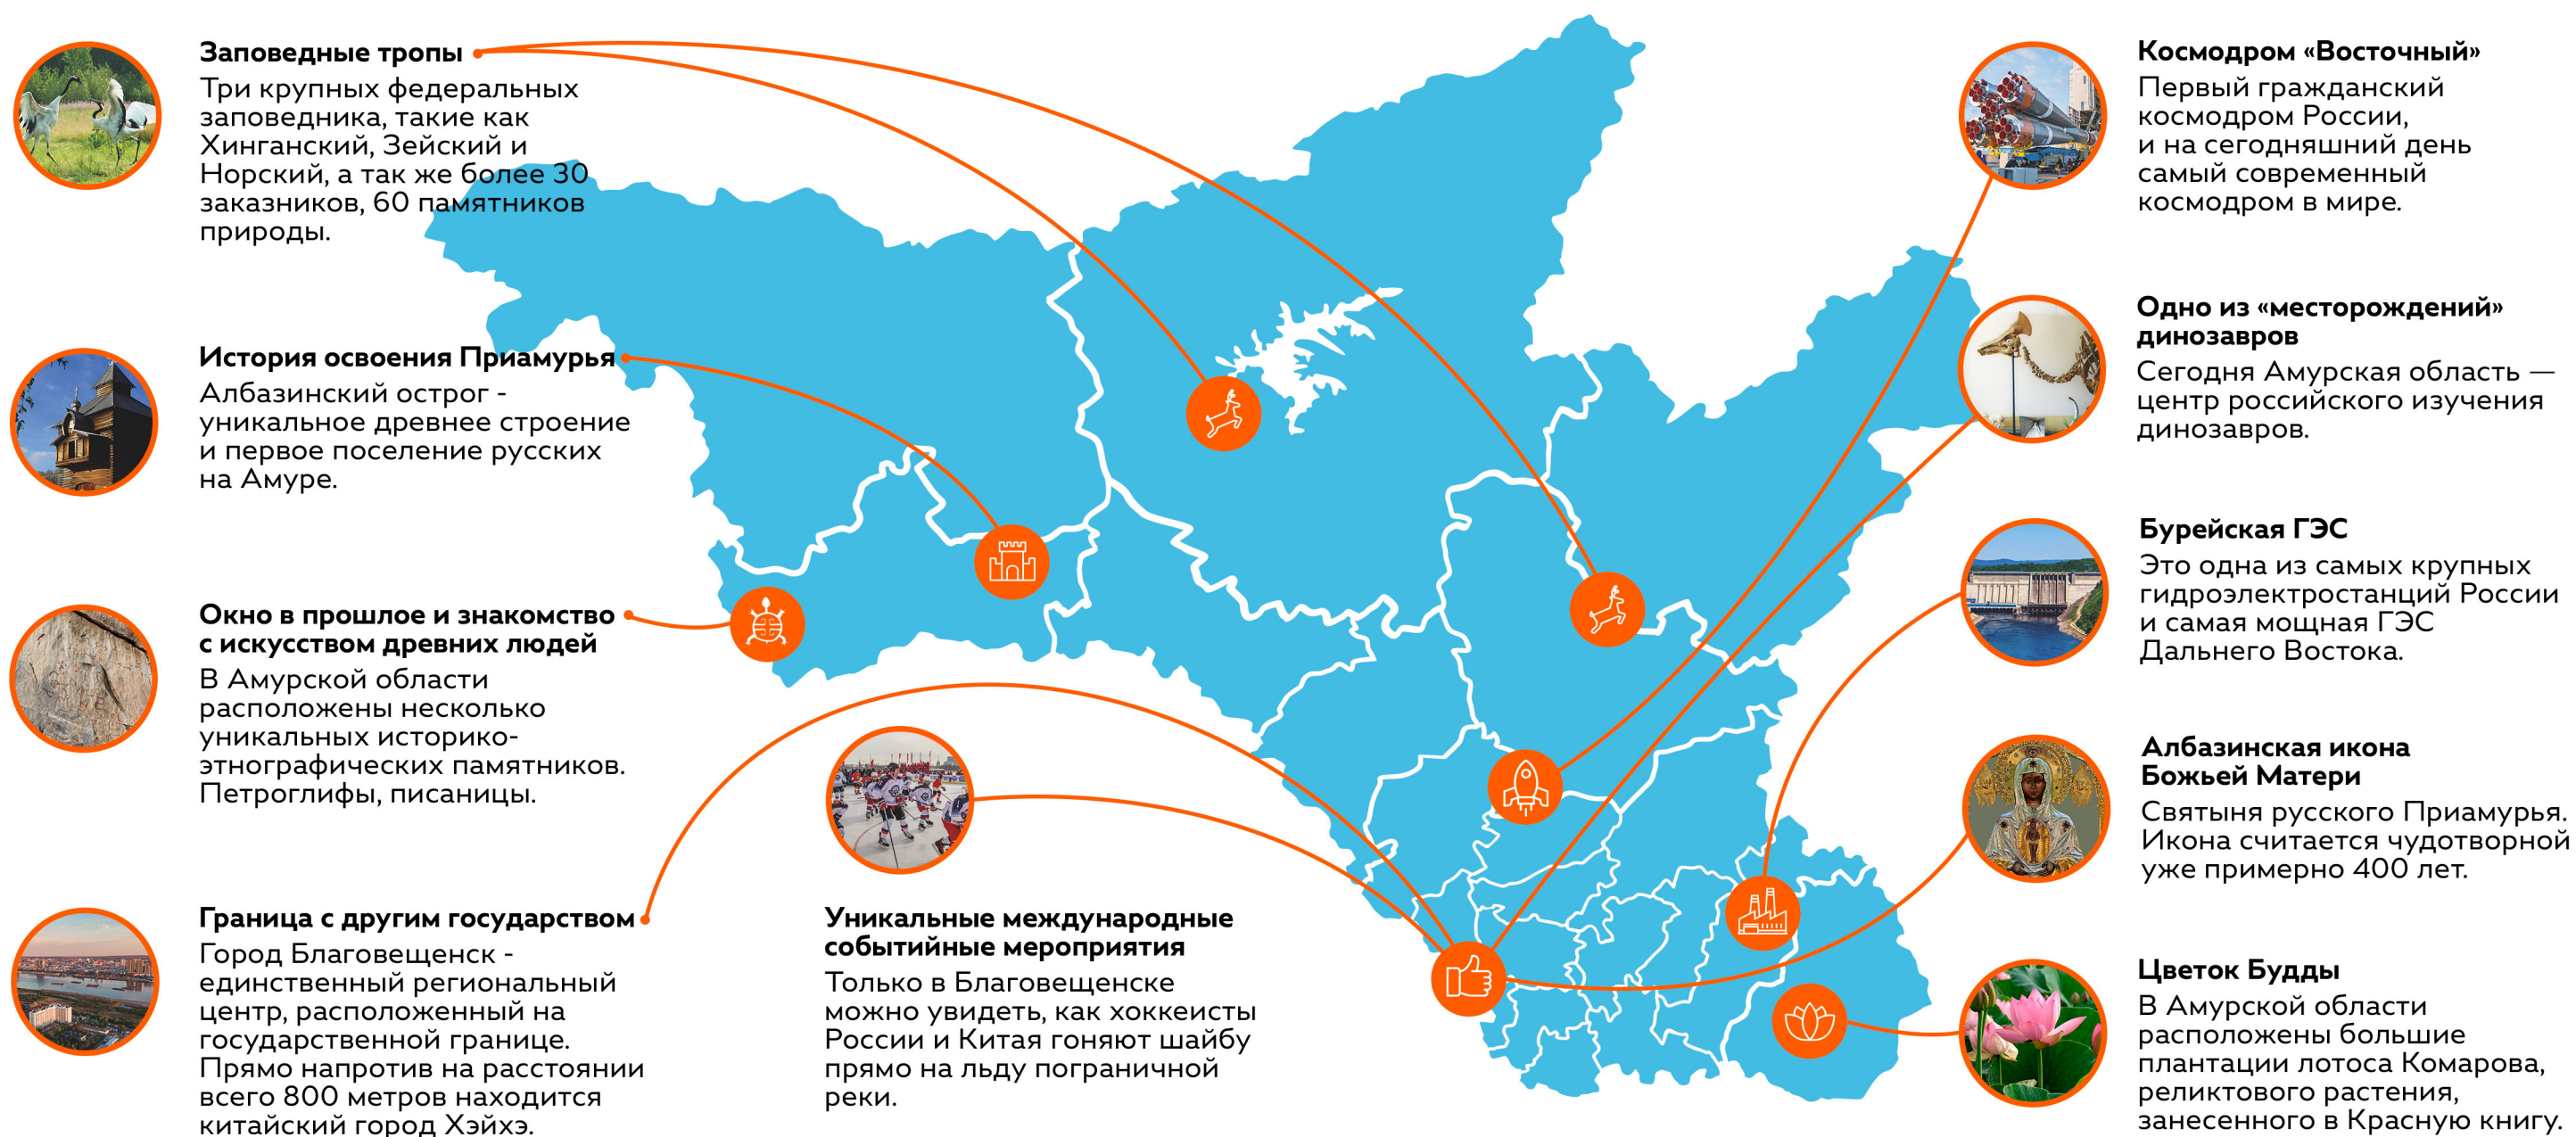 Заповедные тропы
Три крупных федеральных
заповедника, такие как
Хинганский, Зейский и
Норский, а так же более 30
заказников, 60 памятников
природы.
История освоения Приамурья
Албазинский острог -
уникальное древнее строение
и первое поселение русских
на Амуре.
Окно в прошлое и знакомство
с искусством древних людей
В Амурской области
расположены несколько
уникальных историко-
этнографических памятников.
Петроглифы, писаницы.
Граница с другим государством
Город Благовещенск -
единственный региональный
центр, расположенный на
государственной границе.
Прямо напротив на расстоянии
всего 800 метров находится
китайский город Хэйхэ.
Уникальные международные
событийные мероприятия
Только в Благовещенске
можно увидеть, как хоккеисты
России и Китая гоняют шайбу
прямо на льду пограничной
реки.
Космодром «Восточный»
Первый гражданский
космодром России,
и на сегодняшний день
самый современный
космодром в мире.
Одно из «месторождений»
динозавров
Сегодня Амурская область —
центр российского изучения
динозавров.
Бурейская ГЭС
Это одна из самых крупных
гидроэлектростанций России
и самая мощная ГЭС
Дальнего Востока.
Албазинская икона
Божьей Матери
Святыня русского Приамурья.
Икона считается чудотворной
уже примерно 400 лет.
Цветок Будды
В Амурской области
расположены большие
плантации лотоса Комарова,
реликтового растения,
занесенного в Красную книгу.